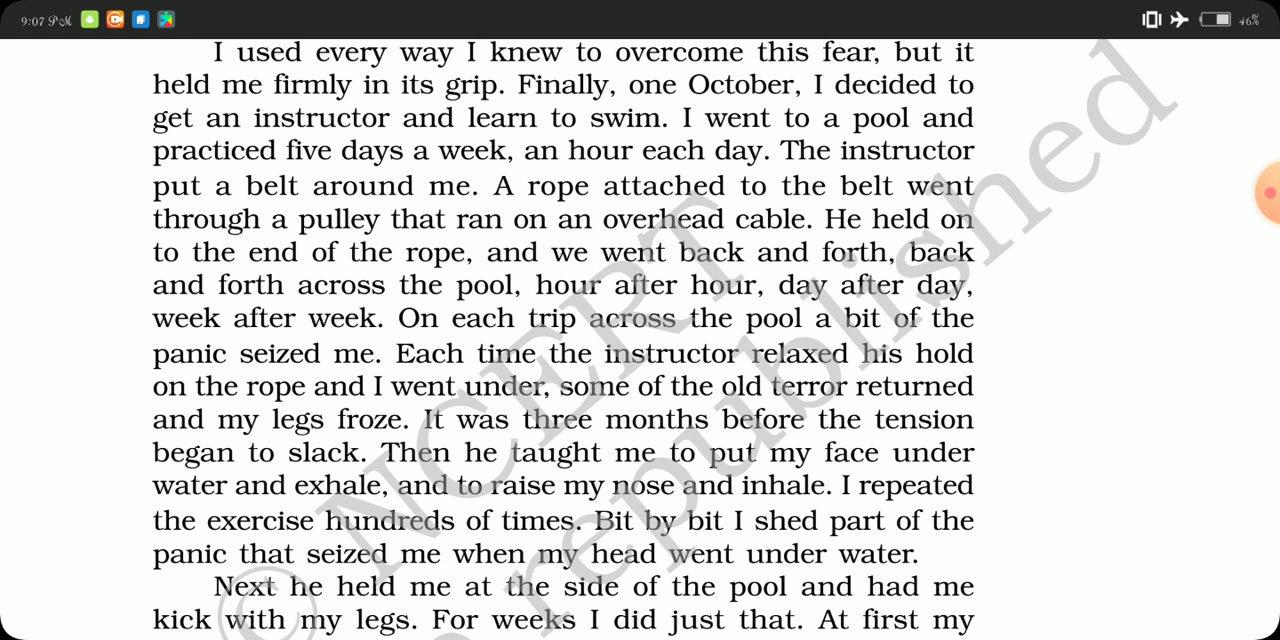 9:07 PM
46%
I used every way I knew to overcome this fear, but it
held me firmly in its grip. Finally, one October, I decided to
get an instructor and learn to swim. I went to a pool and
practiced five days a week, an hour each day. The instructor
put a belt around me. A rope attached to the belt went
through a pulley that ran on an overhead cable. He held on
to the end of the rope, and we went back and forth, back
and forth across the pool, hour after hour, day after day,
week after week. On each trip across the pool a bit of the
panic seized me. Each time the instructor relaxed his hold
on the rope and I went under, some of the old terror returned
and my legs froze. It was three months before the tension
began to slack. Then he taught me to put my face under
water and exhale, and to raise my nose and inhale. I repeated
the exercise hundreds of times. Bit by bit I shed part of the
panic that seized me when my head went under water.
Next he held me at the side of the pool and had me
kick with my legs. For weeks I did just that. At first my
© NCERT
republished